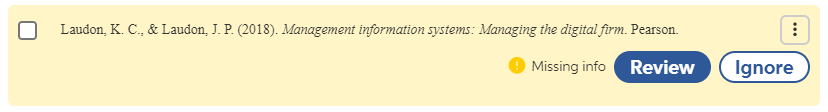 Laudon, K. C., & Laudon, J. P. (2018). Management information systems: Managing the digital firm. Pearson.
Missing info Review Ignore